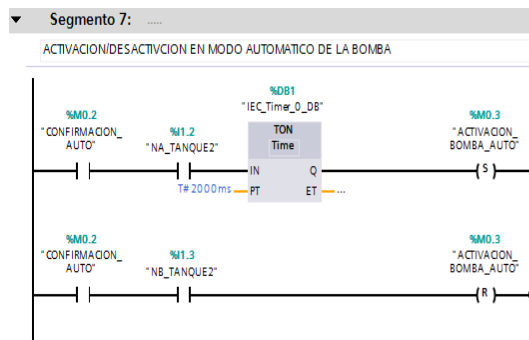 Segmento 7: .....
ACTIVACION/DESACTIVCION EN MODO AUTOMATICO DE LA BOMBA
%DB1
"IEC_Timer_0_DB"
%M0.2
"CONFIRMACION_
AUTO"
%I1.2
"NA_TANQUE2"
TON
Time
IN
Q
T#2000ms
PT
ET
...
%M0.3
"ACTIVACION_
BOMBA_AUTO"
S
%M0.2
"CONFIRMACION_
AUTO"
%I1.3
"NB_TANQUE2"
%M0.3
"ACTIVACION_
BOMBA_AUTO"
R